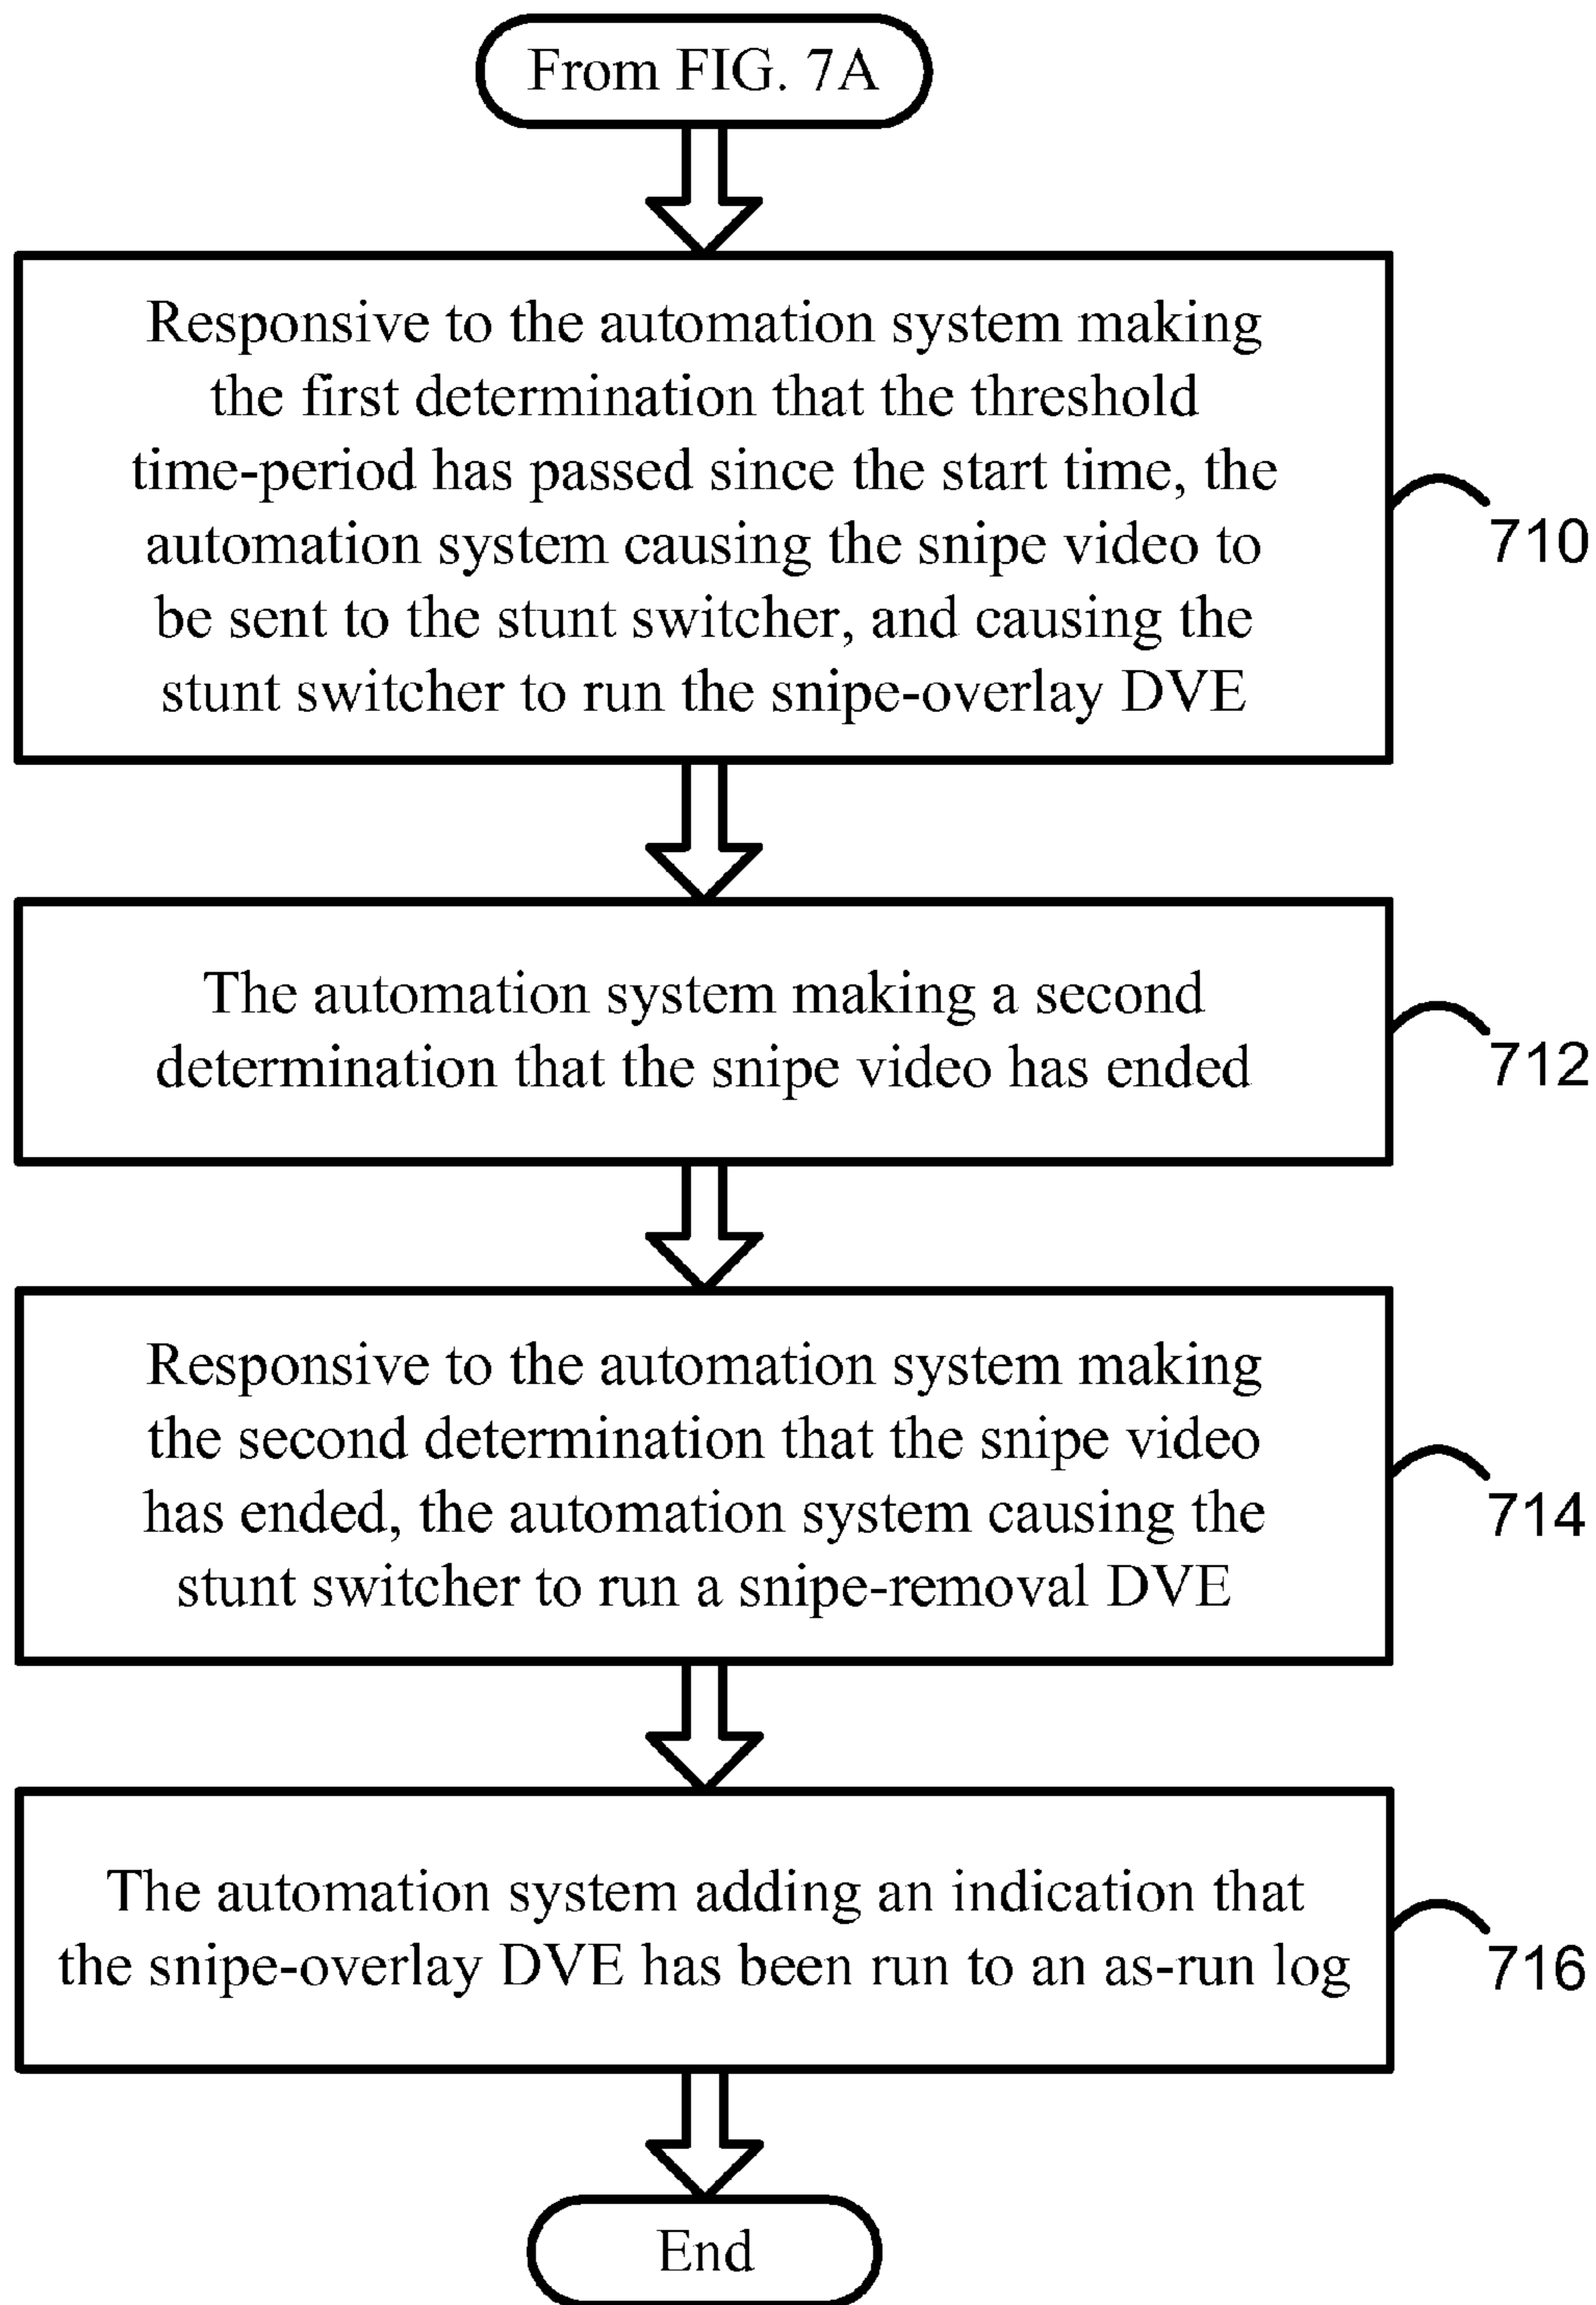 From FIG. 7A
Responsive to the automation system making
the first determination that the threshold
time-period has passed since the start time, the
automation system causing the snipe video to
be sent to the stunt switcher, and causing the
stunt switcher to run the snipe-overlay DVE
710
The automation system making a second
determination that the snipe video has ended
712
Responsive to the automation system making
the second determination that the snipe video
has ended, the automation system causing the
stunt switcher to run a snipe-removal DVE
714
The automation system adding an indication that
the snipe-overlay DVE has been run to an as-run log
716
End